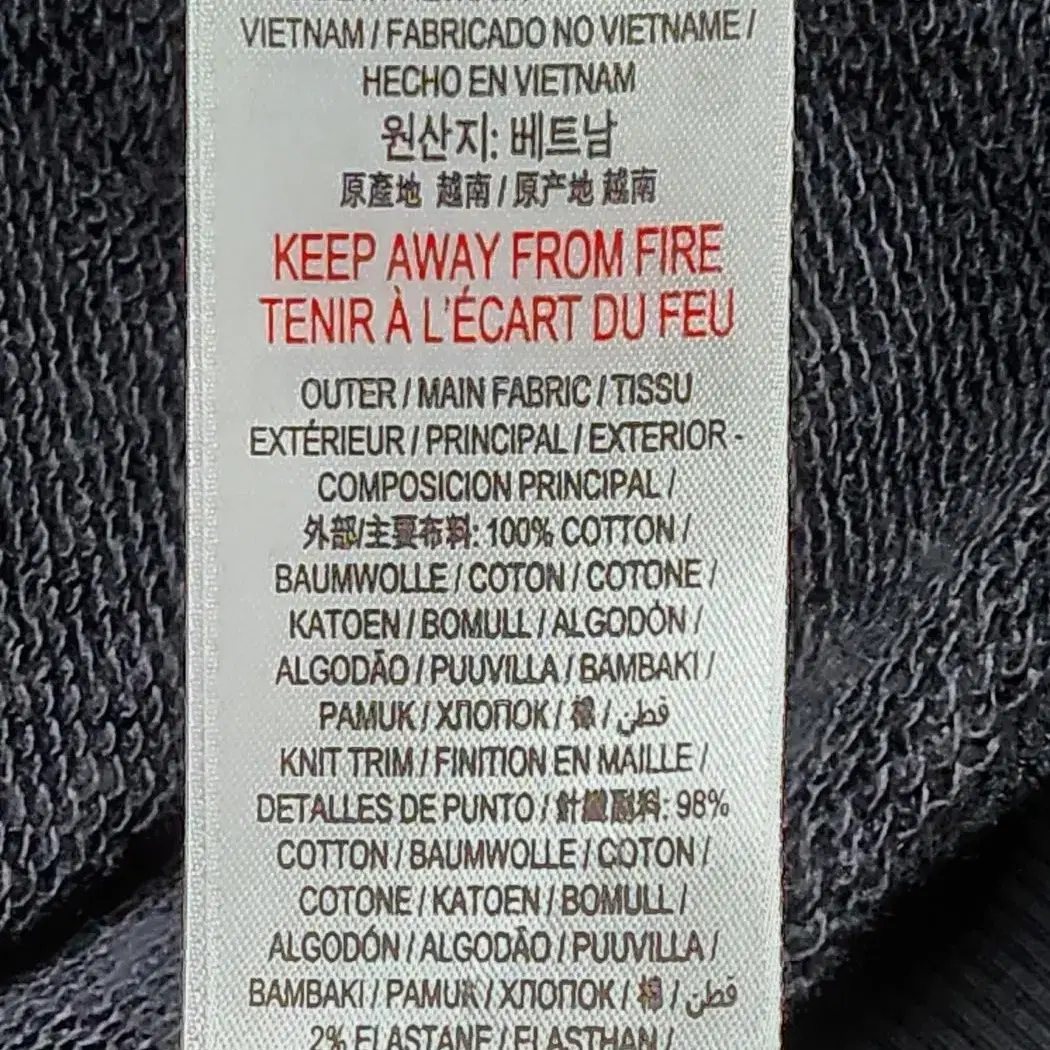 VIETNAM / FABRICADO NO VIETNAME /
HECHO EN VIETNAM
원산지: 베트남
原產地 越南 / 原产地 越南
KEEP AWAY FROM FIRE
TENIR À L'ÉCART DU FEU
OUTER / MAIN FABRIC / TISSU
EXTÉRIEUR / PRINCIPAL / EXTERIOR -
COMPOSICION PRINCIPAL /
外部/主要布料: 100% COTTON /
BAUMWOLLE / COTON / COTONE /
KATOEN / BOMULL / ALGODÓN /
ALGODÃO / PUUVILLA / BAMBAKI /
PAMUK / ХЛОПОК / 棉 / قطن
KNIT TRIM / FINITION EN MAILLE /
DETALLES DE PUNTO / : 98%
COTTON / BAUMWOLLE / COTON /
COTONE / KATOEN / BOMULL /
ALGODÓN / ALGODÃO / PUUVILLA /
BAMBAKI / PAMUK / ХЛОПОК / 棉 / قطن
2% ELASTANE / ELASTHAN /